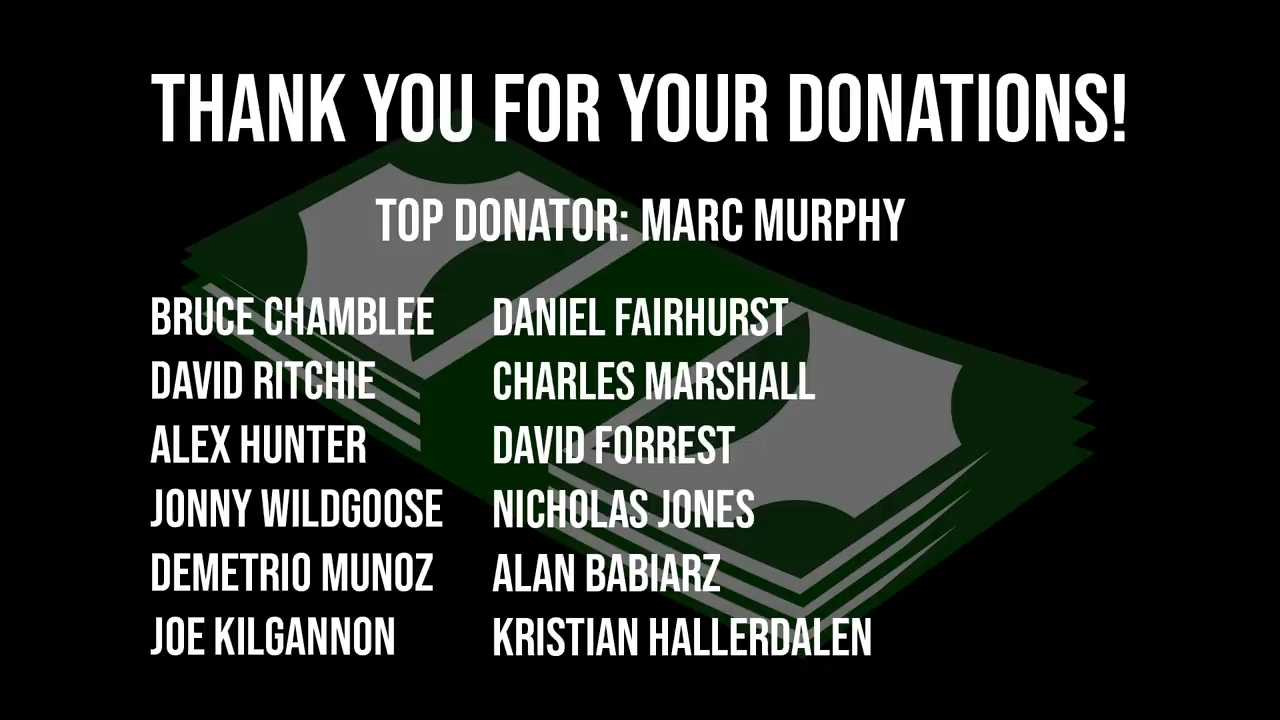 THANK YOU FOR YOUR DONATIONS!
TOP DONATOR: MARC MURPHY
BRUCE CHAMBLEE
DAVID RITCHIE
ALEX HUNTER
JONNY WILDGOOSE
DEMETRIO MUNOZ
JOE KILGANNON
DANIEL FAIRHURST
CHARLES MARSHALL
DAVID FORREST
NICHOLAS JONES
ALAN BABIARZ
KRISTIAN HALLERDALEN